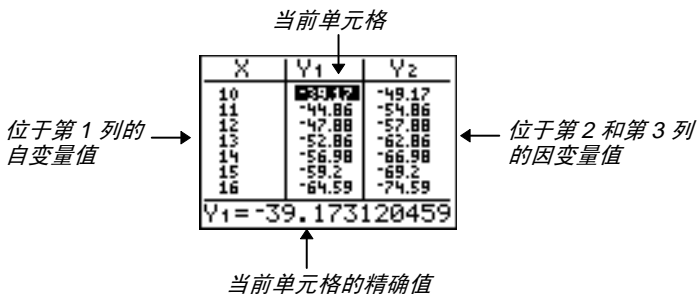 当前单元格
X Y₁ Y₂
10 -39.17 -49.17
11 -44.86 -54.86
12 -47.88 -57.88
13 -52.86 -62.86
14 -56.98 -66.98
15 -59.2 -69.2
16 -64.59 -74.59
Y₁=-39.173120459
位于第 1 列的
自变量值
位于第 2 和第 3 列
的因变量值
当前单元格的精确值